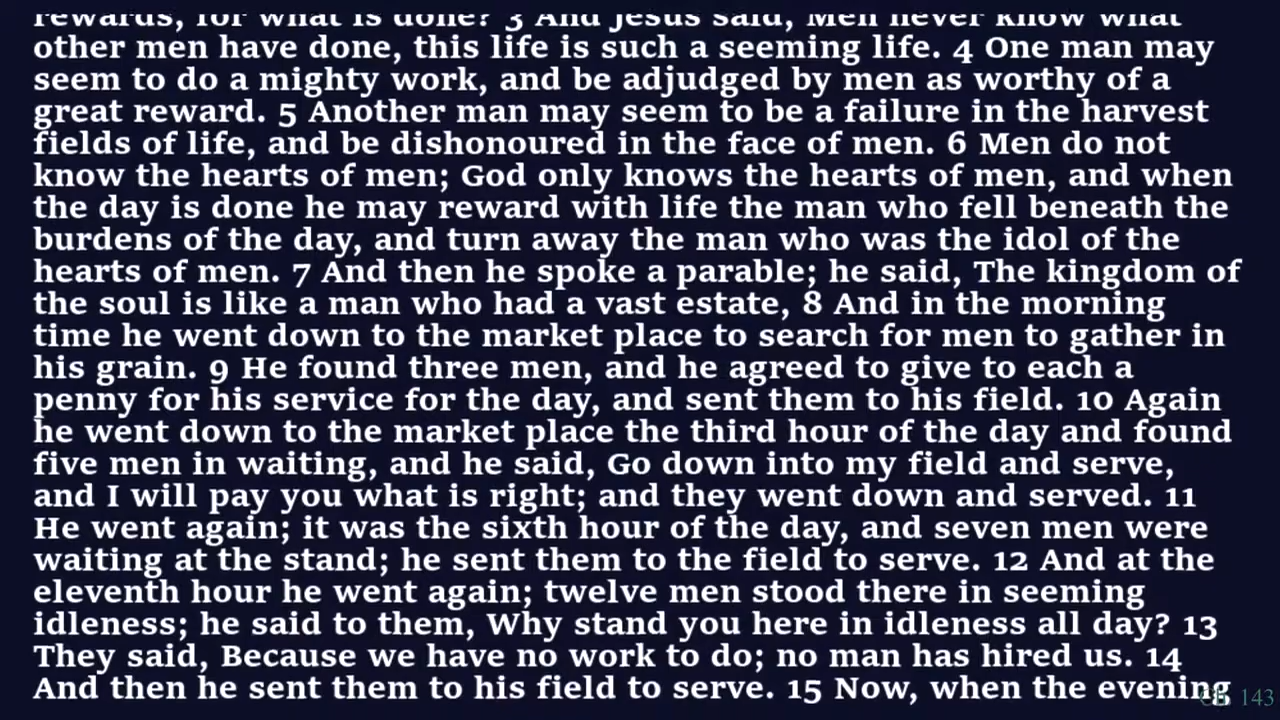 rewards, for what is done? 3 And Jesus said, Men never know what
other men have done, this life is such a seeming life. 4 One man may
seem to do a mighty work, and be adjudged by men as worthy of a
great reward. 5 Another man may seem to be a failure in the harvest
fields of life, and be dishonoured in the face of men. 6 Men do not
know the hearts of men; God only knows the hearts of men, and when
the day is done he may reward with life the man who fell beneath the
burdens of the day, and turn away the man who was the idol of the
hearts of men. 7 And then he spoke a parable; he said, The kingdom of
the soul is like a man who had a vast estate, 8 And in the morning
time he went down to the market place to search for men to gather in
his grain. 9 He found three men, and he agreed to give to each a
penny for his service for the day, and sent them to his field. 10 Again
he went down to the market place the third hour of the day and found
five men in waiting, and he said, Go down into my field and serve,
and I will pay you what is right; and they went down and served. 11
He went again; it was the sixth hour of the day, and seven men were
waiting at the stand; he sent them to the field to serve. 12 And at the
eleventh hour he went again; twelve men stood there in seeming
idleness; he said to them, Why stand you here in idleness all day? 13
They said, Because we have no work to do; no man has hired us. 14
And then he sent them to his field to serve. 15 Now, when the evening
Ch. 143